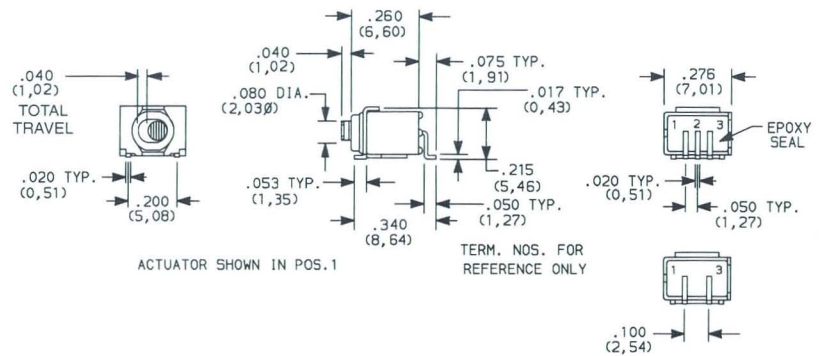 .040
(1,02)
TOTAL
TRAVEL
.020 TYP.
(0,51)
.200
(5,08)
.260
(6,60)
.040
(1,02)
.080 DIA.
(2,03Ø)
.075 TYP.
(1,91)
.017 TYP.
(0,43)
.215
(5,46)
.053 TYP.
(1,35)
.050 TYP.
(1,27)
.340
(8,64)
ACTUATOR SHOWN IN POS.1
TERM. NOS. FOR
REFERENCE ONLY
.276
(7,01)
1 2 3
EPOXY
SEAL
.020 TYP.
(0,51)
.050 TYP.
(1,27)
1 3
.100
(2,54)